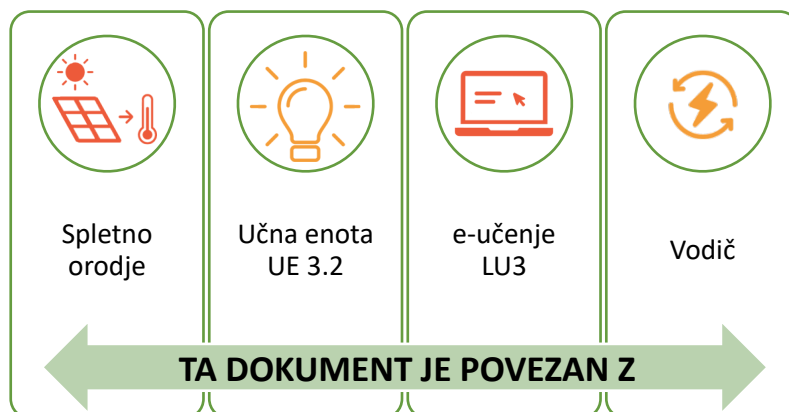 Spletno
orodje
Učna enota
UE 3.2
e-učenje
LU3
Vodič
TA DOKUMENT JE POVEZAN Z